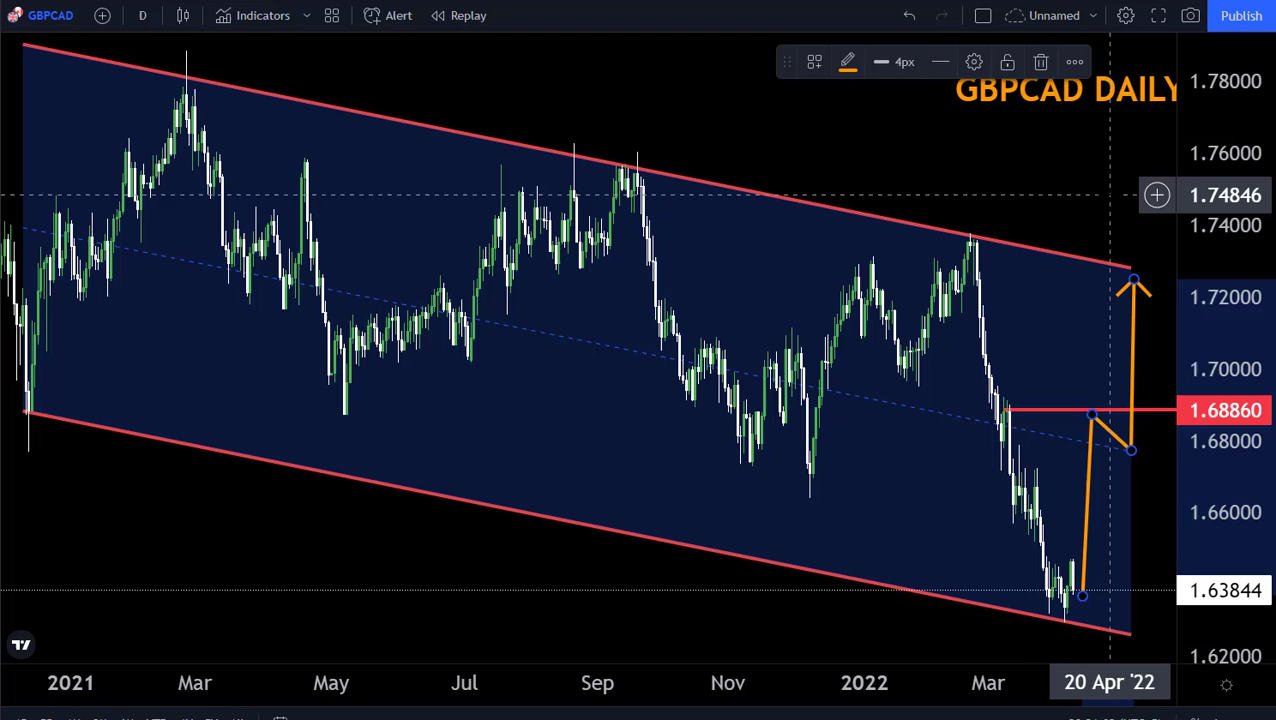 GBPCAD D Indicators Alert Replay Unnamed Publish
4px
GBPCAD DAILY
1.78000
1.76000
1.74846
1.74000
1.72000
1.70000
1.68860
1.68000
1.66000
1.63844
1.62000
2021 Mar May Jul Sep Nov 2022 Mar 20 Apr '22